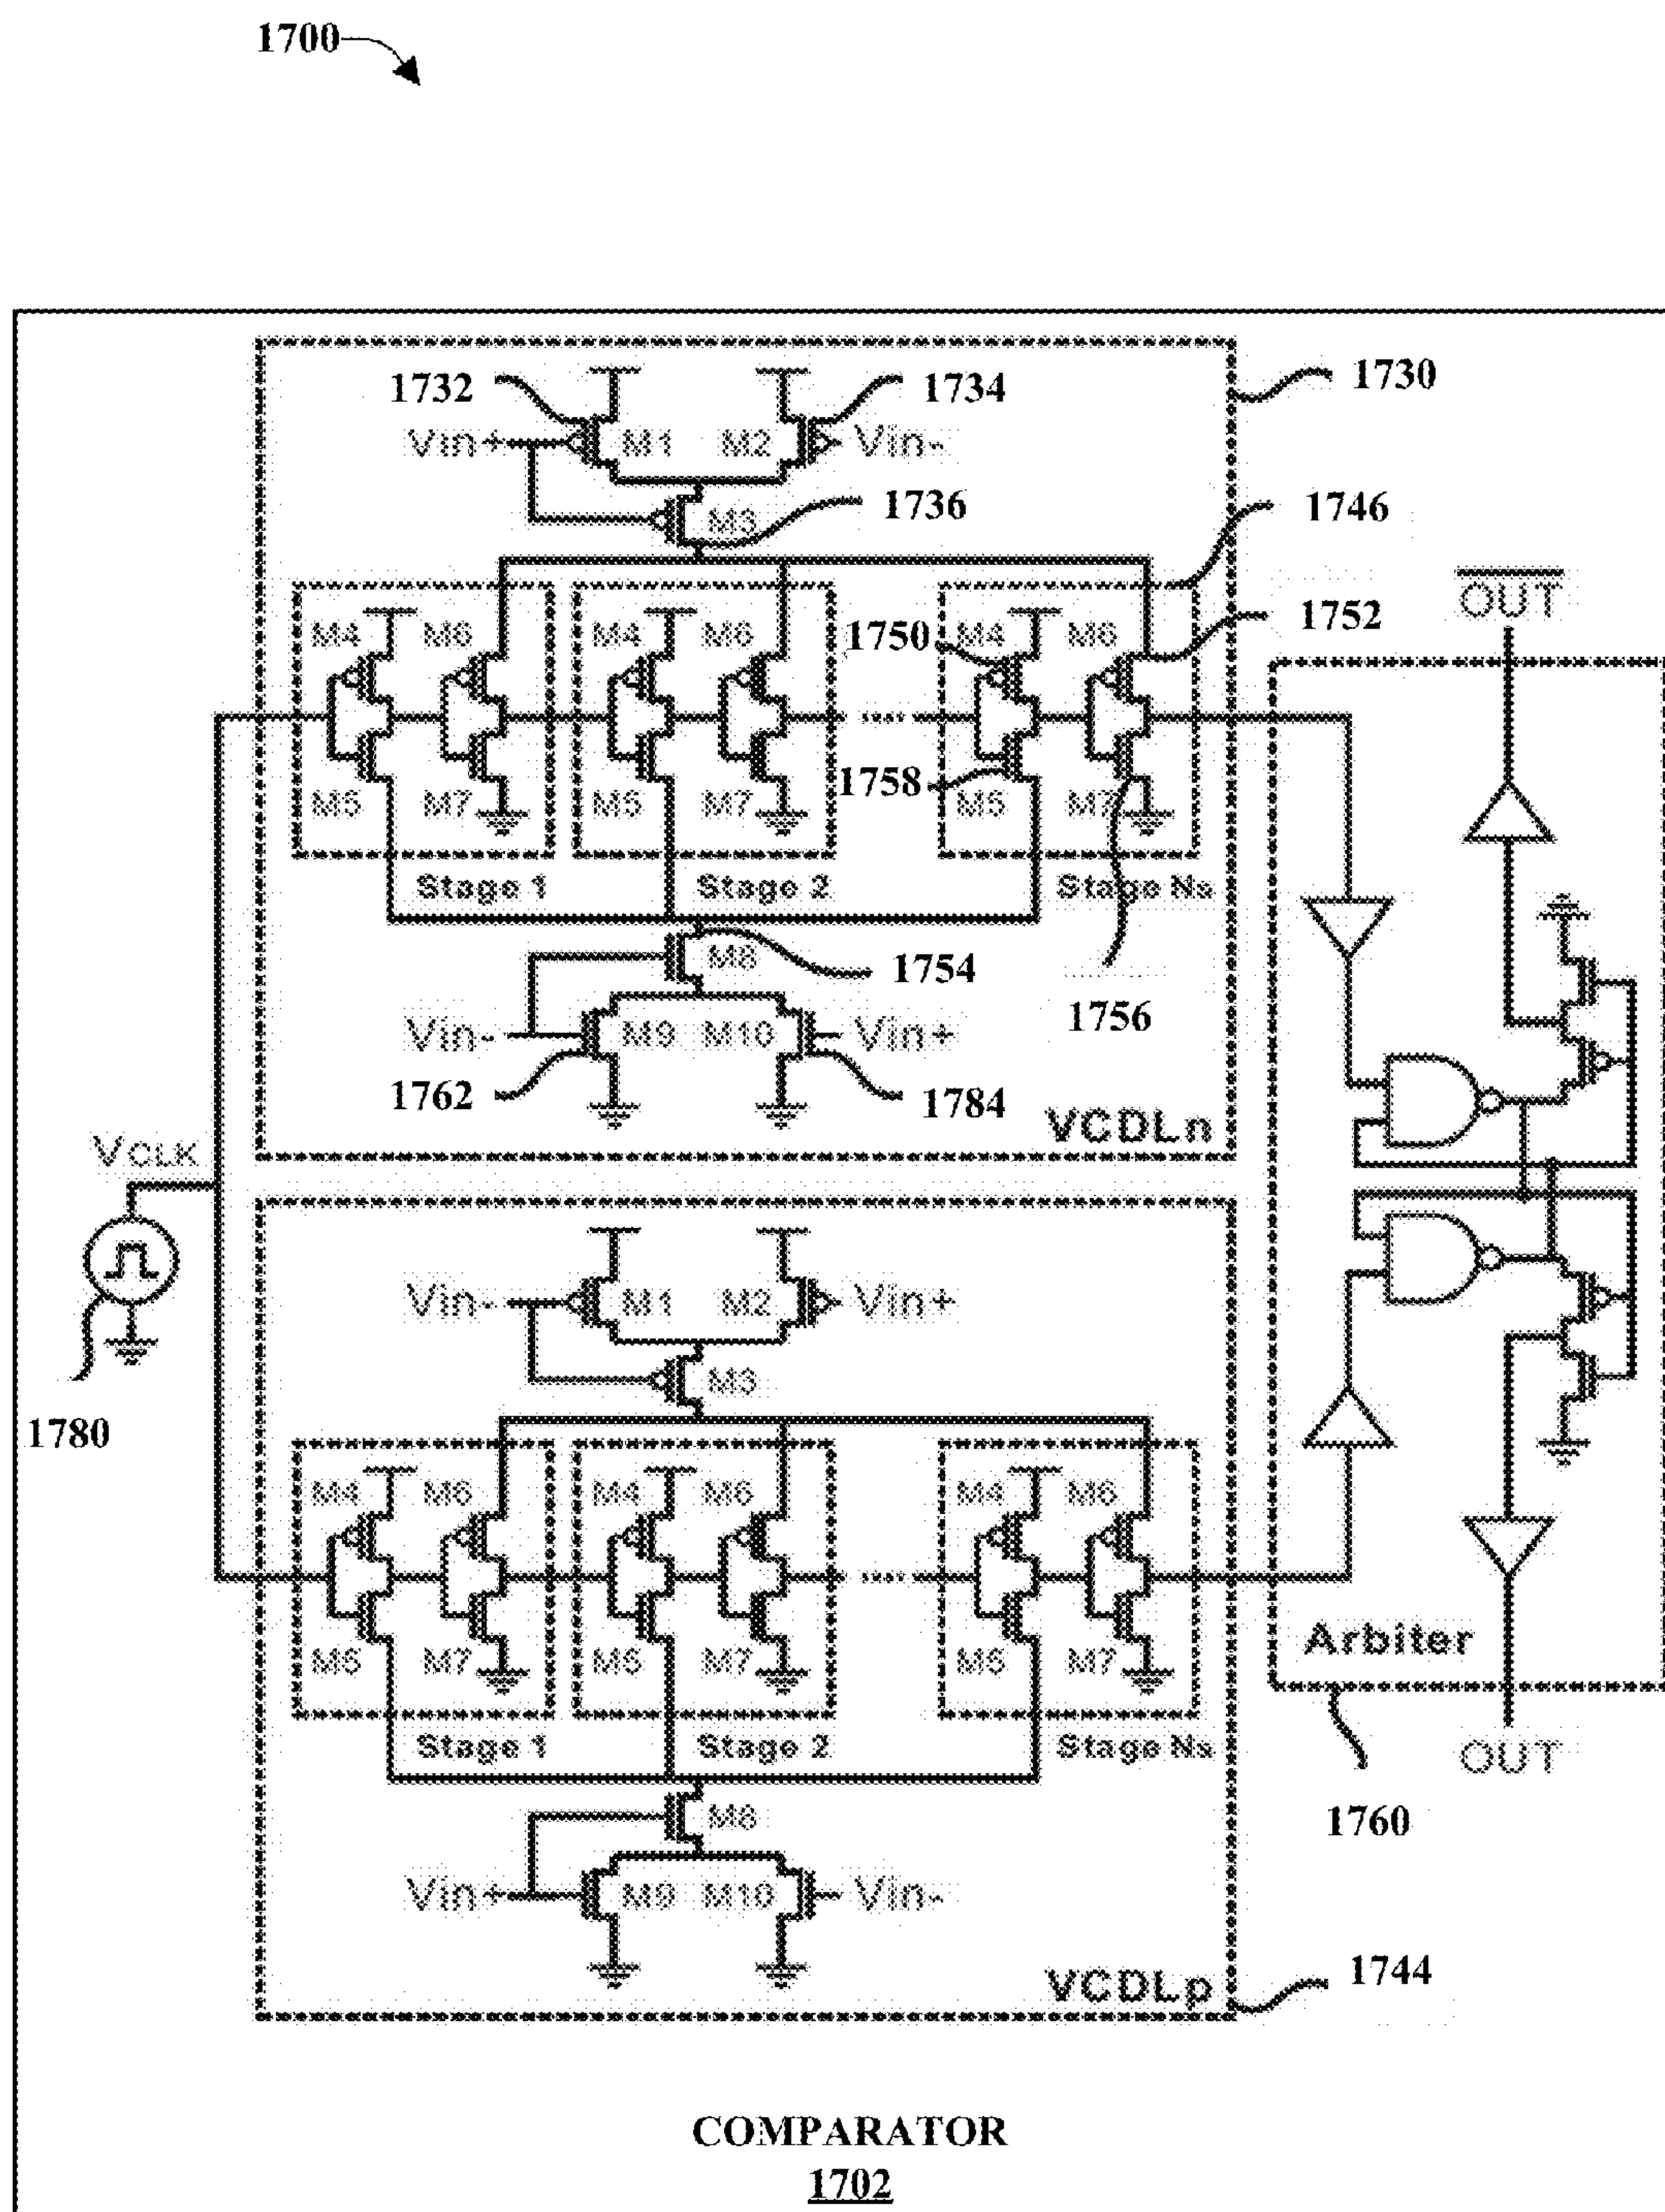 1700
1732
1734
1730
Vin+
M1
M2
Vin-
M3
1736
1746
M4
M6
M4
M6
1750
M4
M6
1752
OUT
M5
M7
M5
M7
1758
M5
M7
Stage 1
Stage 2
Stage Ns
M8
1754
1756
Vin-
M9
M10
Vin+
1762
1784
VCDLn
VCLK
1780
Vin-
M1
M2
Vin+
M3
M4
M6
M4
M6
M4
M6
M5
M7
M5
M7
M5
M7
Arbiter
Stage 1
Stage 2
Stage Ns
OUT
1760
M8
Vin+
M9
M10
Vin-
VCDLp
1744
COMPARATOR
1702